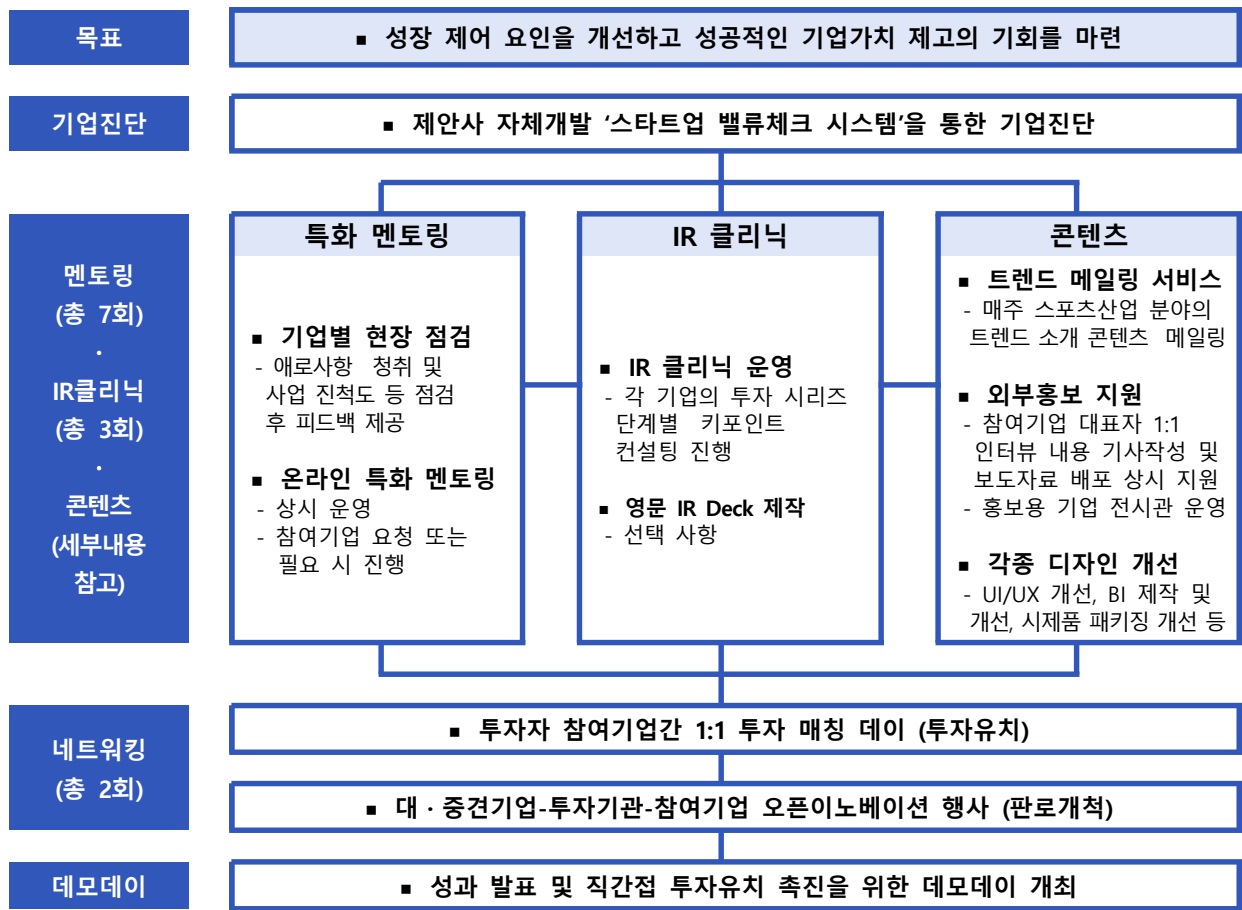 목표
▪ 성장 제어 요인을 개선하고 성공적인 기업가치 제고의 기회를 마련
기업진단
▪ 제안사 자체개발 ‘스타트업 밸류체크 시스템’을 통한 기업진단
멘토링
(총 7회)
·
IR클리닉
(총 3회)
·
콘텐츠
(세부내용
참고)
특화 멘토링
▪ 기업별 현장 점검
- 애로사항 청취 및
사업 진척도 등 점검
후 피드백 제공
▪ 온라인 특화 멘토링
- 상시 운영
- 참여기업 요청 또는
필요 시 진행
IR 클리닉
▪ IR 클리닉 운영
- 각 기업의 투자 시리즈
단계별 키포인트
컨설팅 진행
▪ 영문 IR Deck 제작
- 선택 사항
콘텐츠
▪ 트렌드 메일링 서비스
- 매주 스포츠산업 분야의
트렌드 소개 콘텐츠 메일링
▪ 외부홍보 지원
- 참여기업 대표자 1:1
인터뷰 내용 기사작성 및
보도자료 배포 상시 지원
- 홍보용 기업 전시관 운영
▪ 각종 디자인 개선
- UI/UX 개선, BI 제작 및
개선, 시제품 패키징 개선 등
네트워킹
(총 2회)
▪ 투자자 참여기업간 1:1 투자 매칭 데이 (투자유치)
▪ 대 · 중견기업-투자기관-참여기업 오픈이노베이션 행사 (판로개척)
데모데이
▪ 성과 발표 및 직간접 투자유치 촉진을 위한 데모데이 개최